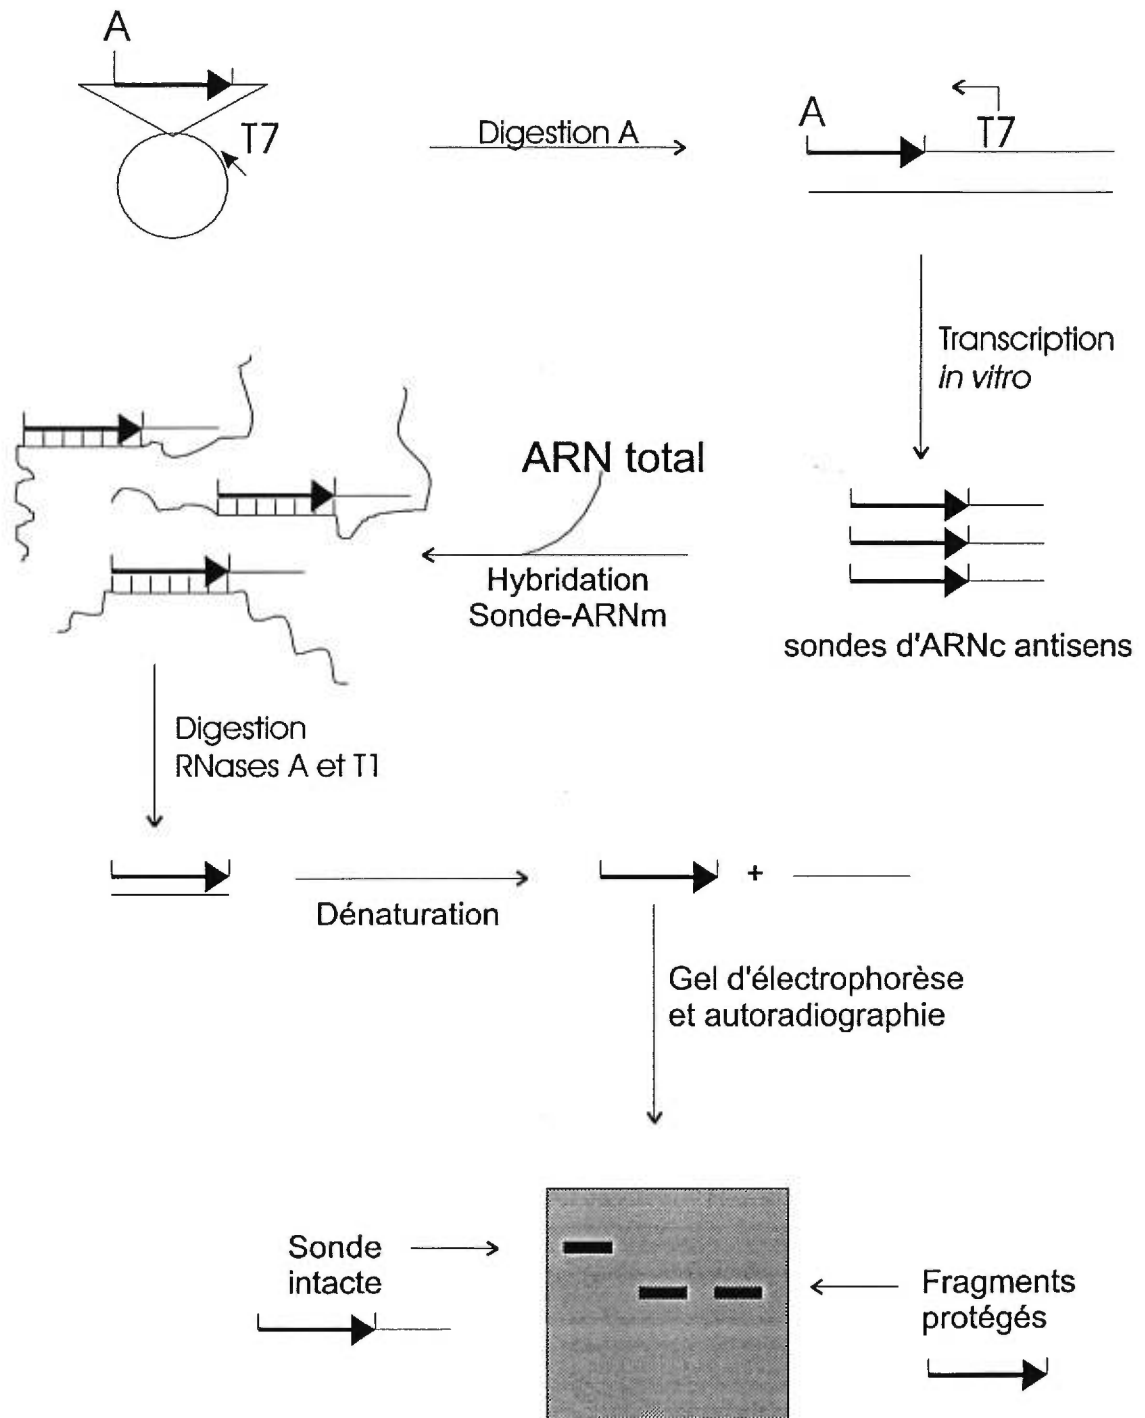 A
T7
Digestion A
A
T7
Transcription
in vitro
ARN total
Hybridation
Sonde-ARNm
sondes d'ARNc antisens
Digestion
RNases A et T1
+
Dénaturation
Gel d'électrophorèse
et autoradiographie
Sonde
intacte
Fragments
protégés